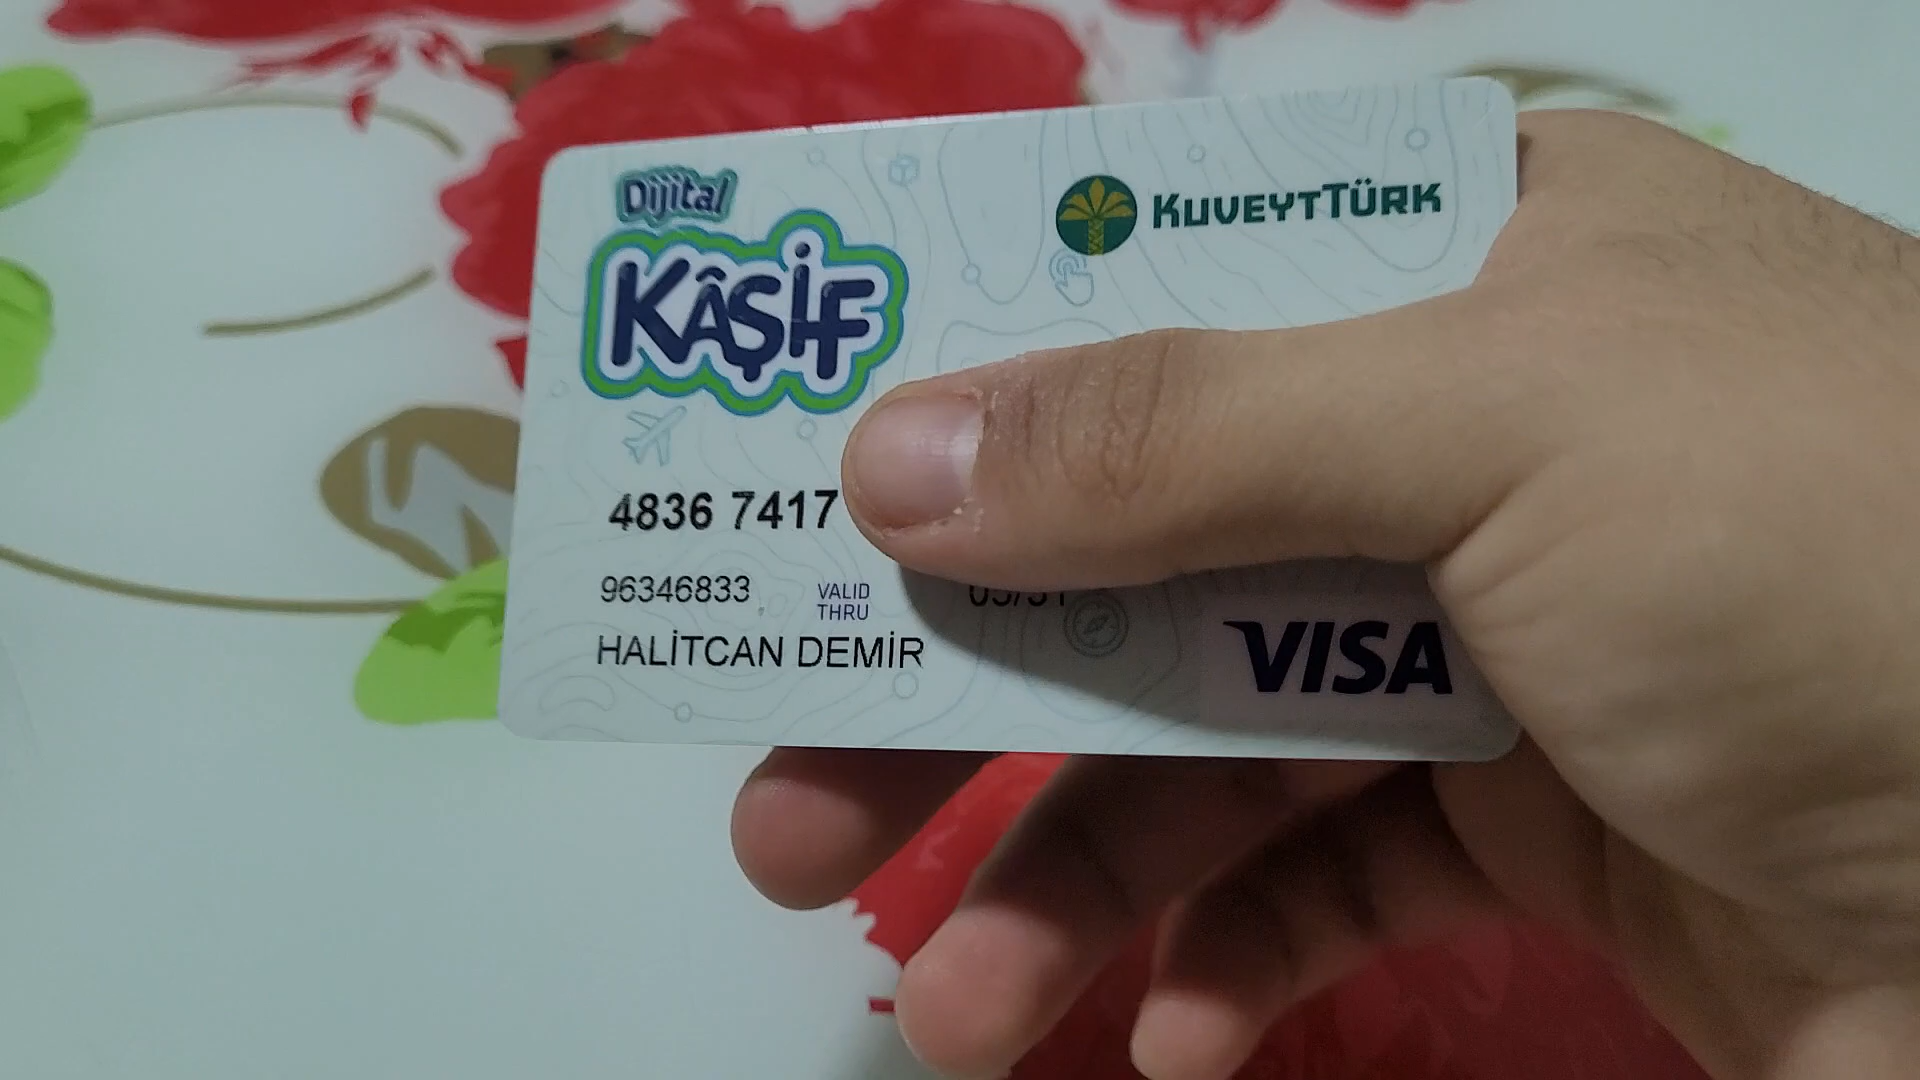 Dijital
KÂŞİF
KUVEYTTÜRK
4836 7417
96346833
VALID
THRU
HALİTCAN DEMİR
VISA